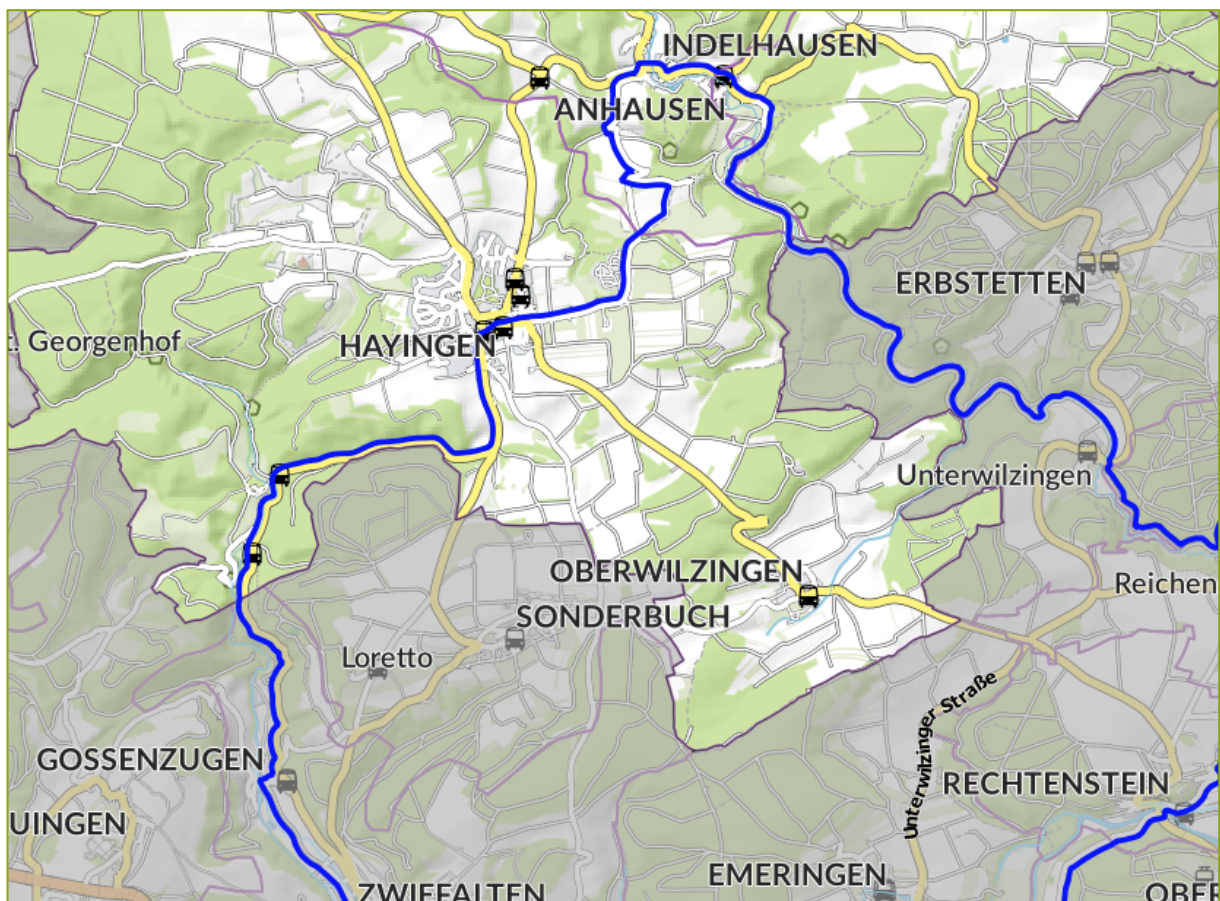 INDELHAUSEN
ANHAUSEN
ERBSTETTEN
t. Georgenhof
HAYINGEN
Unterwilzingen
OBERWILZINGEN
Reichen
SONDERBUCH
Loretto
Unterwilzinger Straße
GOSSENZUGEN
RECHTENSTEIN
UINGEN
EMERINGEN
ZWIEFALTEN
OBER